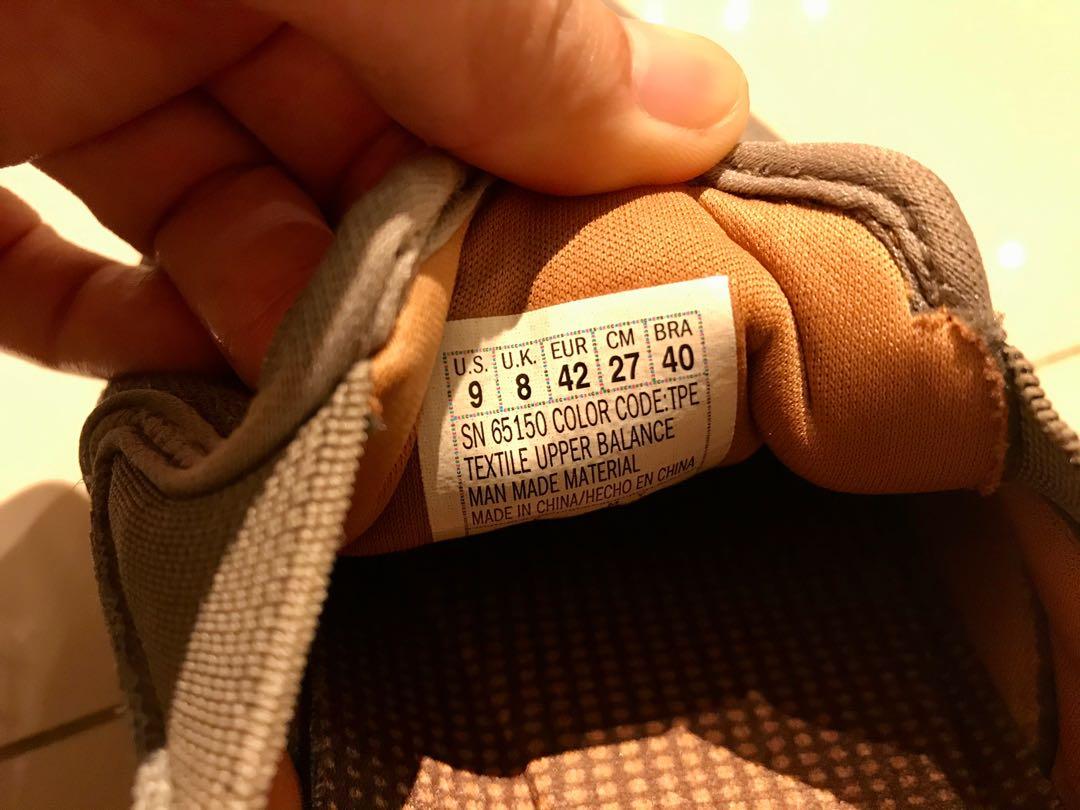 U.S. U.K. EUR CM BRA
9 8 42 27 40
SN 65150 COLOR CODE:TPE
TEXTILE UPPER BALANCE
MAN MADE MATERIAL
MADE IN CHINA/HECHO EN CHINA